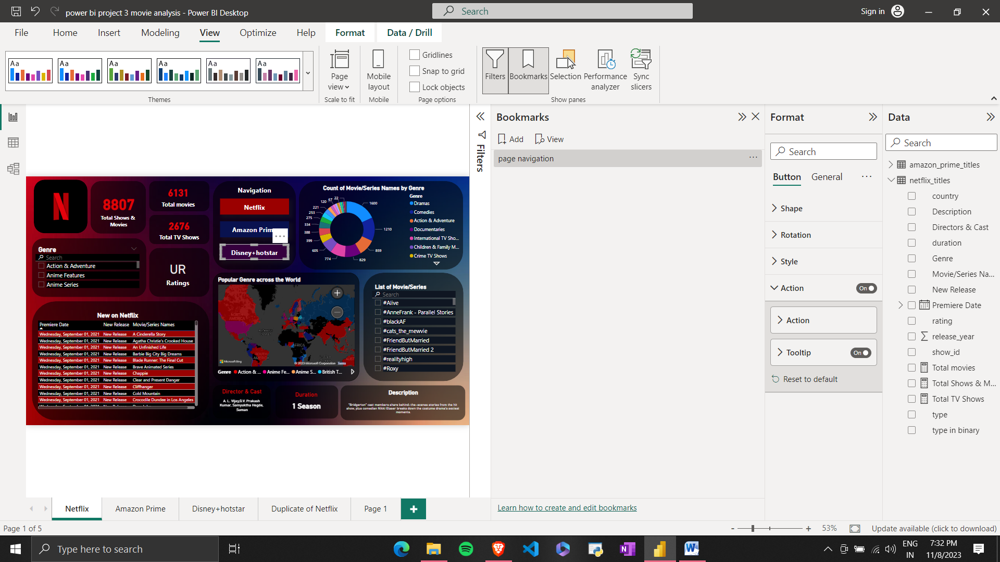 power bi project 3 movie analysis - Power BI Desktop
Search
Sign in
File
Home
Insert
Modeling
View
Optimize
Help
Format
Data / Drill
Aa
Aa
Aa
Aa
Aa
Aa
Themes
Page view
Scale to fit
Mobile layout
Mobile
Gridlines
Snap to grid
Lock objects
Page options
Filters
Bookmarks
Selection
Performance analyzer
Sync slicers
Show panes
N
8807
Total Shows & Movies
6131
Total movies
2676
Total TV Shows
UR
Ratings
Genre
Search
Action & Adventure
Anime Features
Anime Series
Navigation
Netflix
Amazon Prim
Disney+hotstar
Count of Movie/Series Names by Genre
1600
1210
859
829
774
605
399
388
334
275
253
221
120
67
22
Genre
Dramas
Comedies
Action & Adventure
Documentaries
International TV Sho...
Children & Family M...
Crime TV Shows
New on Netflix
Premiere Date New Release Movie/Series Names
Wednesday, September 01, 2021 New Release A Cinderella Story
Wednesday, September 01, 2021 New Release Agatha Christie's Crooked House
Wednesday, September 01, 2021 New Release An Unfinished Life
Wednesday, September 01, 2021 New Release Barbie Big City Big Dreams
Wednesday, September 01, 2021 New Release Blade Runner: The Final Cut
Wednesday, September 01, 2021 New Release Brave Animated Series
Wednesday, September 01, 2021 New Release Chappie
Wednesday, September 01, 2021 New Release Clear and Present Danger
Wednesday, September 01, 2021 New Release Cliffhanger
Wednesday, September 01, 2021 New Release Cold Mountain
Wednesday, September 01, 2021 New Release Crocodile Dundee in Los Angeles
Popular Genre across the World
NORTH AMERICA
Atlantic Ocean
AFRICA
SOUTH AMERICA
AUST
Microsoft Bing
© 2023 Microsoft Corporation Terms
Genre Action & ... Anime Fe... Anime S... British T...
List of Movie/Series
Search
#Alive
#AnneFrank - Parallel Stories
#blackAF
#cats_the_mewvie
#FriendButMarried
#FriendButMarried 2
#realityhigh
#Roxy
Director & Cast
A. L. Vijay,G.V. Prakash
Kumar, Samyuktha Hegde,
Suman
Duration
1 Season
Description
"Bridgerton" cast members share behind-the-scenes stories from the hit
show, plus comedian Nikki Glaser breaks down the costume drama's sexiest
moments.
Filters
Bookmarks
Add
View
page navigation
Learn how to create and edit bookmarks
Format
Search
Button
General
Shape
Rotation
Style
Action
On
Action
Tooltip
On
Reset to default
Data
Search
amazon_prime_titles
netflix_titles
country
Description
Directors & Cast
duration
Genre
Movie/Series Na...
New Release
Premiere Date
rating
release_year
show_id
Total movies
Total Shows & M...
Total TV Shows
type
type in binary
Netflix
Amazon Prime
Disney+hotstar
Duplicate of Netflix
Page 1
Page 1 of 5
- + 53%
Update available (click to download)
Type here to search
ENG
IN
7:32 PM
11/8/2023